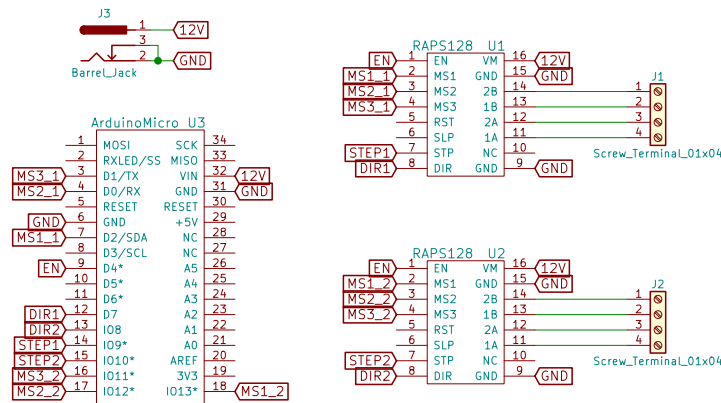 J3
1 12V
3
2 GND
Barrel_Jack
ArduinoMicro U3
1 MOSI SCK 34
2 RXLED/SS MISO 33
MS3_1 3 D1/TX VIN 32 12V
MS2_1 4 D0/RX GND 31 GND
5 RESET RESET 30
GND 6 GND +5V 29
MS1_1 7 D2/SDA NC 28
8 D3/SCL NC 27
EN 9 D4* A5 26
10 D5* A4 25
11 D6* A3 24
DIR1 12 D7 A2 23
DIR2 13 IO8 A1 22
STEP1 14 IO9* A0 21
STEP2 15 IO10* AREF 20
MS3_2 16 IO11* 3V3 19
MS2_2 17 IO12* IO13* 18 MS1_2
RAPS128 U1
EN 1 EN VM 16 12V
MS1_1 2 MS1 GND 15 GND
MS2_1 3 MS2 2B 14
MS3_1 4 MS3 1B 13
5 RST 2A 12
6 SLP 1A 11
STEP1 7 STP NC 10
DIR1 8 DIR GND 9 GND
J1
1
2
3
4
Screw_Terminal_01x04
RAPS128 U2
EN 1 EN VM 16 12V
MS1_2 2 MS1 GND 15 GND
MS2_2 3 MS2 2B 14
MS3_2 4 MS3 1B 13
5 RST 2A 12
6 SLP 1A 11
STEP2 7 STP NC 10
DIR2 8 DIR GND 9 GND
J2
1
2
3
4
Screw_Terminal_01x04